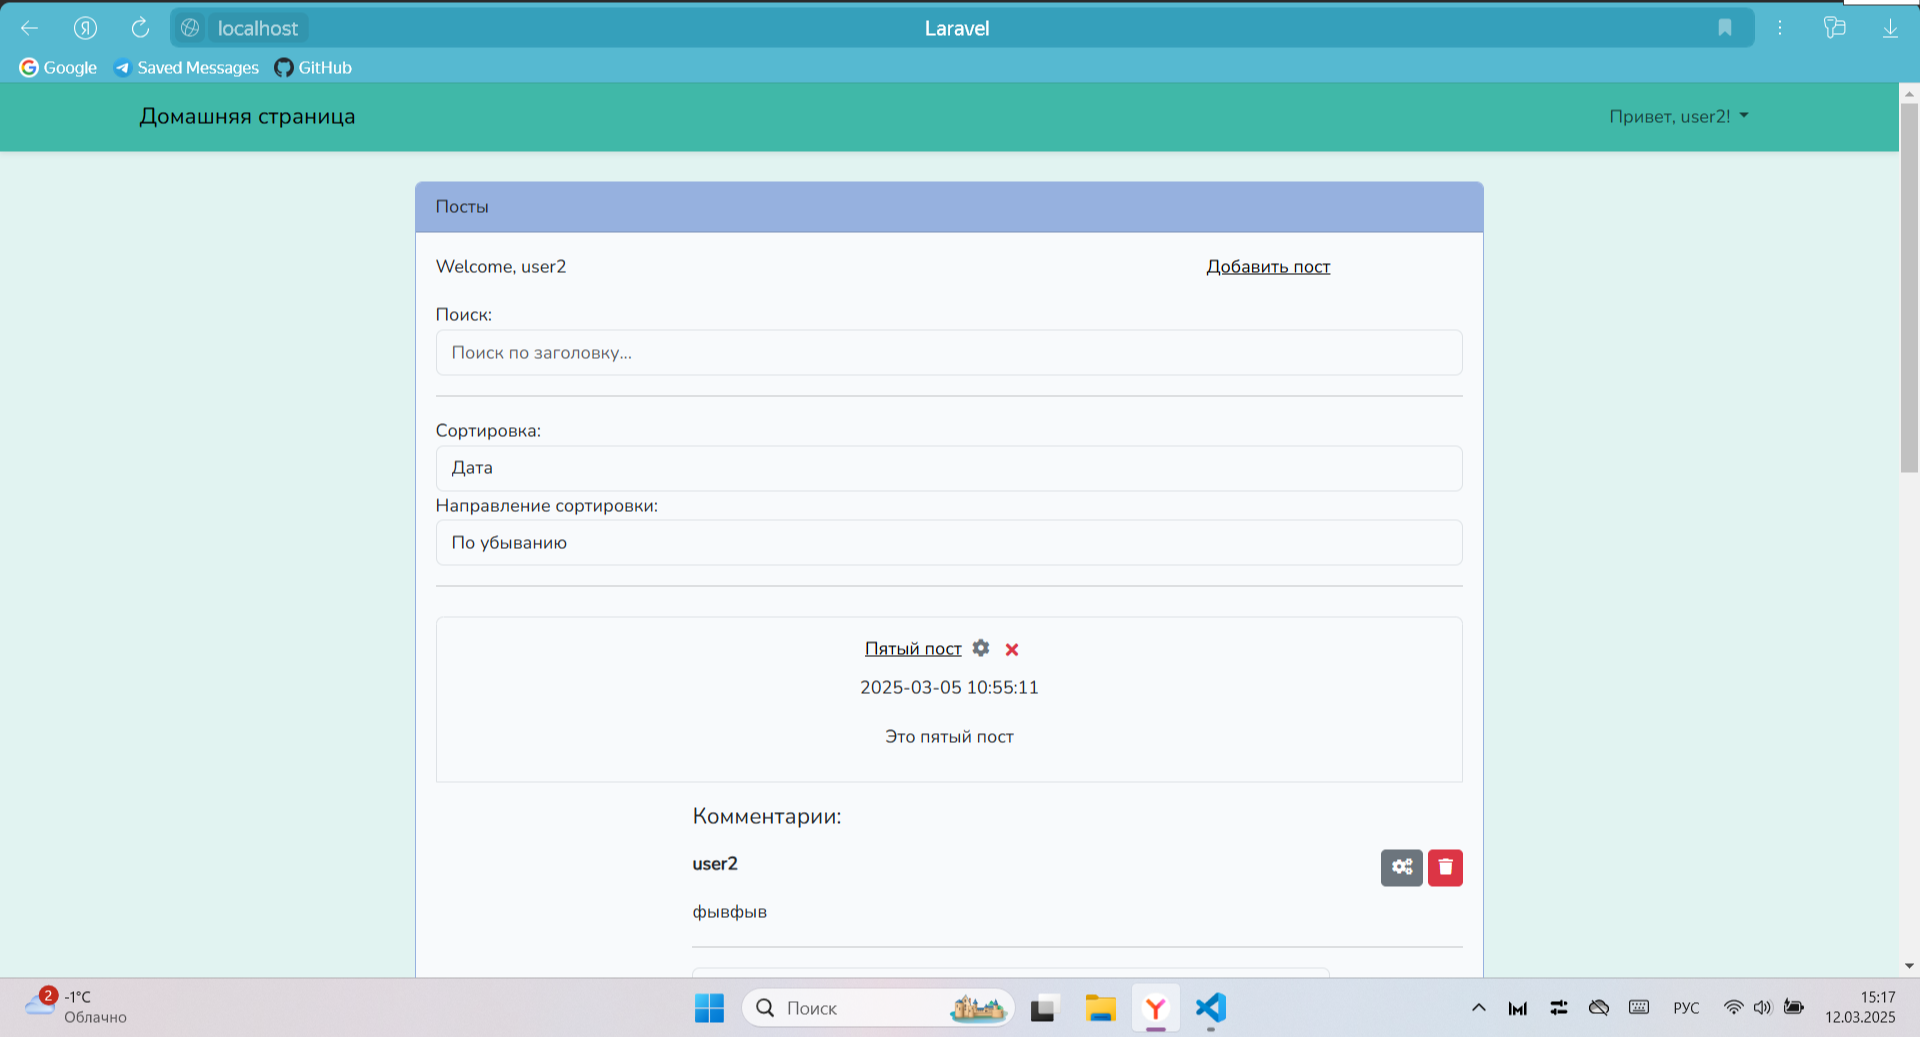 localhost
Laravel
Google Saved Messages GitHub
Домашняя страница
Привет, user2!
Посты
Welcome, user2
Добавить пост
Поиск:
Поиск по заголовку...
Сортировка:
Дата
Направление сортировки:
По убыванию
Пятый пост
2025-03-05 10:55:11
Это пятый пост
Комментарии:
user2
фывфыв
2
-1°C
Облачно
Поиск
РУС
15:17
12.03.2025